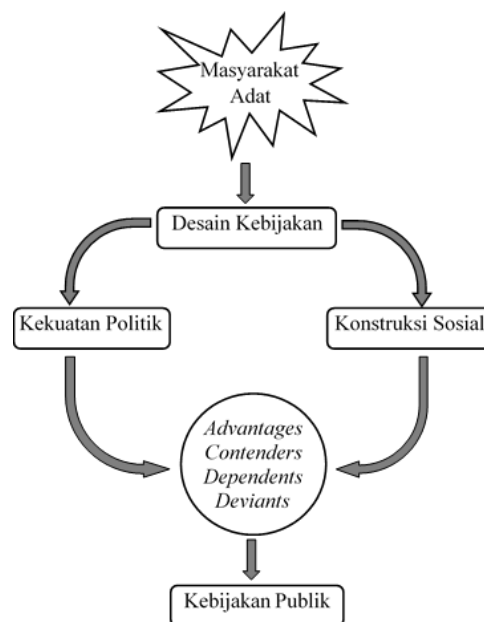 Masyarakat
Adat
Desain Kebijakan
Kekuatan Politik
Konstruksi Sosial
Advantages
Contenders
Dependents
Deviants
Kebijakan Publik